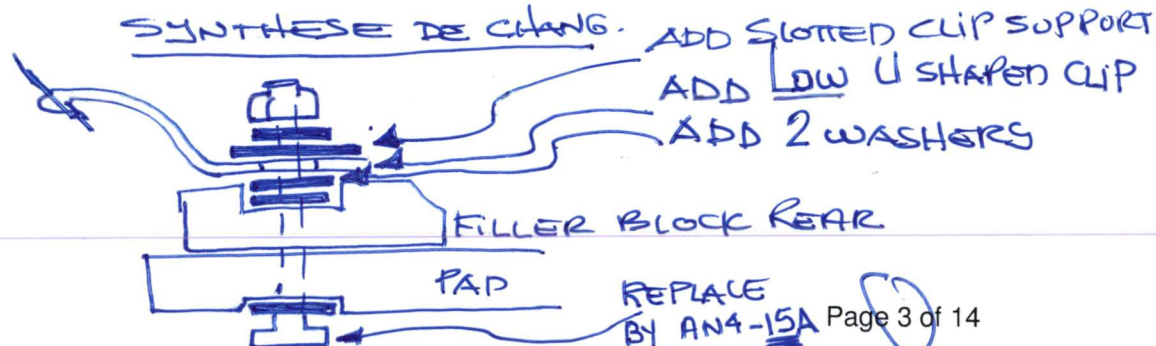 SYNTHESE DE CHANG.
ADD SLOTTED CLIP SUPPORT
ADD LOW U SHAPED CLIP
ADD 2 WASHERS
FILLER BLOCK REAR
PAD
REPLACE
BY AN4-15A
Page 3 of 14